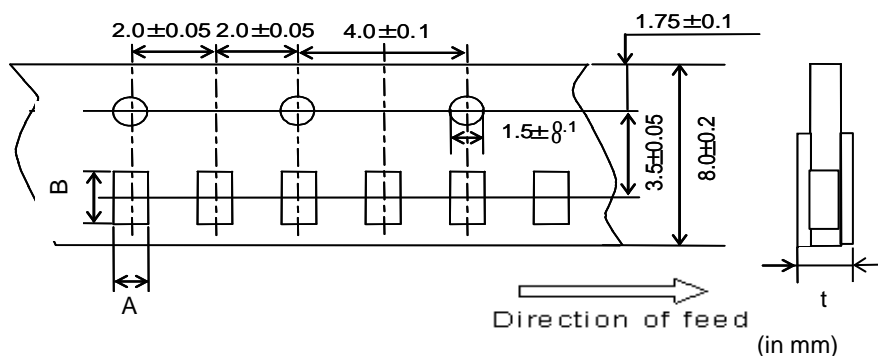 2.0±0.05 2.0±0.05 4.0±0.1 1.75±0.1
1.5±0.1 0
3.5±0.05
8.0±0.2
B
A
t
Direction of feed
(in mm)